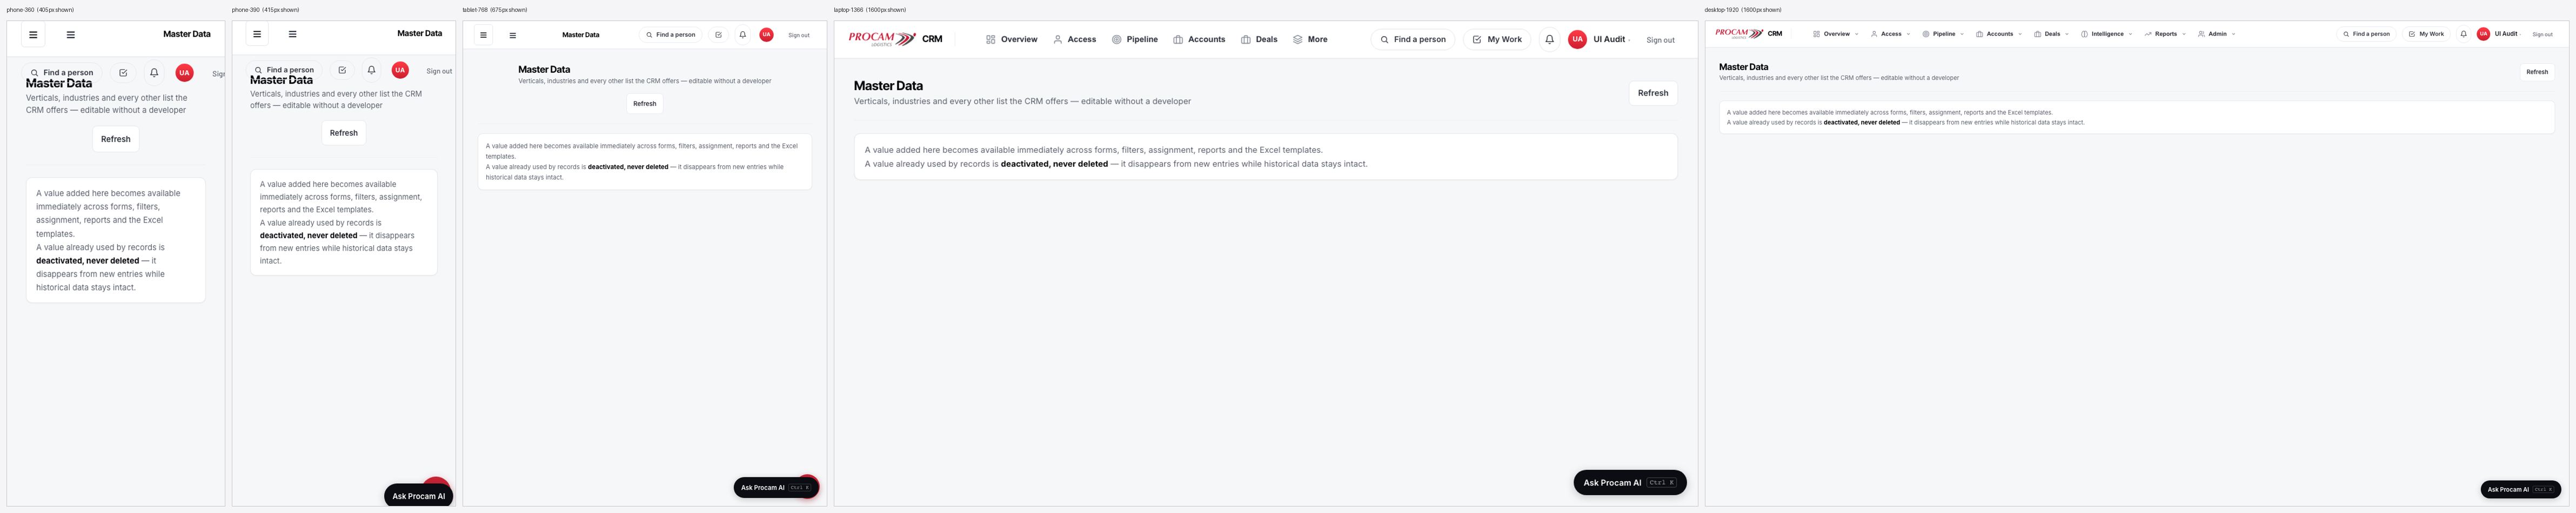 phone-360 (405px shown)
Master Data
Find a person
UA
Sig
Master Data
Verticals, industries and every other list the
CRM offers — editable without a developer
Refresh
A value added here becomes available
immediately across forms, filters,
assignment, reports and the Excel
templates.
A value already used by records is
deactivated, never deleted — it
disappears from new entries while
historical data stays intact.
phone-390 (415px shown)
Master Data
Find a person
UA
Sign out
Master Data
Verticals, industries and every other list the CRM
offers — editable without a developer
Refresh
A value added here becomes available
immediately across forms, filters, assignment,
reports and the Excel templates.
A value already used by records is
deactivated, never deleted — it disappears
from new entries while historical data stays
intact.
Ask Procam AI
tablet-768 (675px shown)
Master Data
Find a person
UA
Sign out
Master Data
Verticals, industries and every other list the CRM offers — editable without a developer
Refresh
A value added here becomes available immediately across forms, filters, assignment, reports and the Excel
templates.
A value already used by records is deactivated, never deleted — it disappears from new entries while
historical data stays intact.
Ask Procam AI Ctrl K
laptop-1366 (1600px shown)
PROCAM LOGISTICS CRM
Overview Access Pipeline Accounts Deals More
Find a person My Work UA UI Audit Sign out
Master Data
Verticals, industries and every other list the CRM offers — editable without a developer
Refresh
A value added here becomes available immediately across forms, filters, assignment, reports and the Excel templates.
A value already used by records is deactivated, never deleted — it disappears from new entries while historical data stays intact.
Ask Procam AI Ctrl K
desktop-1920 (1600px shown)
PROCAM LOGISTICS CRM
Overview Access Pipeline Accounts Deals Intelligence Reports Admin
Find a person My Work UA UI Audit Sign out
Master Data
Verticals, industries and every other list the CRM offers — editable without a developer
Refresh
A value added here becomes available immediately across forms, filters, assignment, reports and the Excel templates.
A value already used by records is deactivated, never deleted — it disappears from new entries while historical data stays intact.
Ask Procam AI Ctrl K